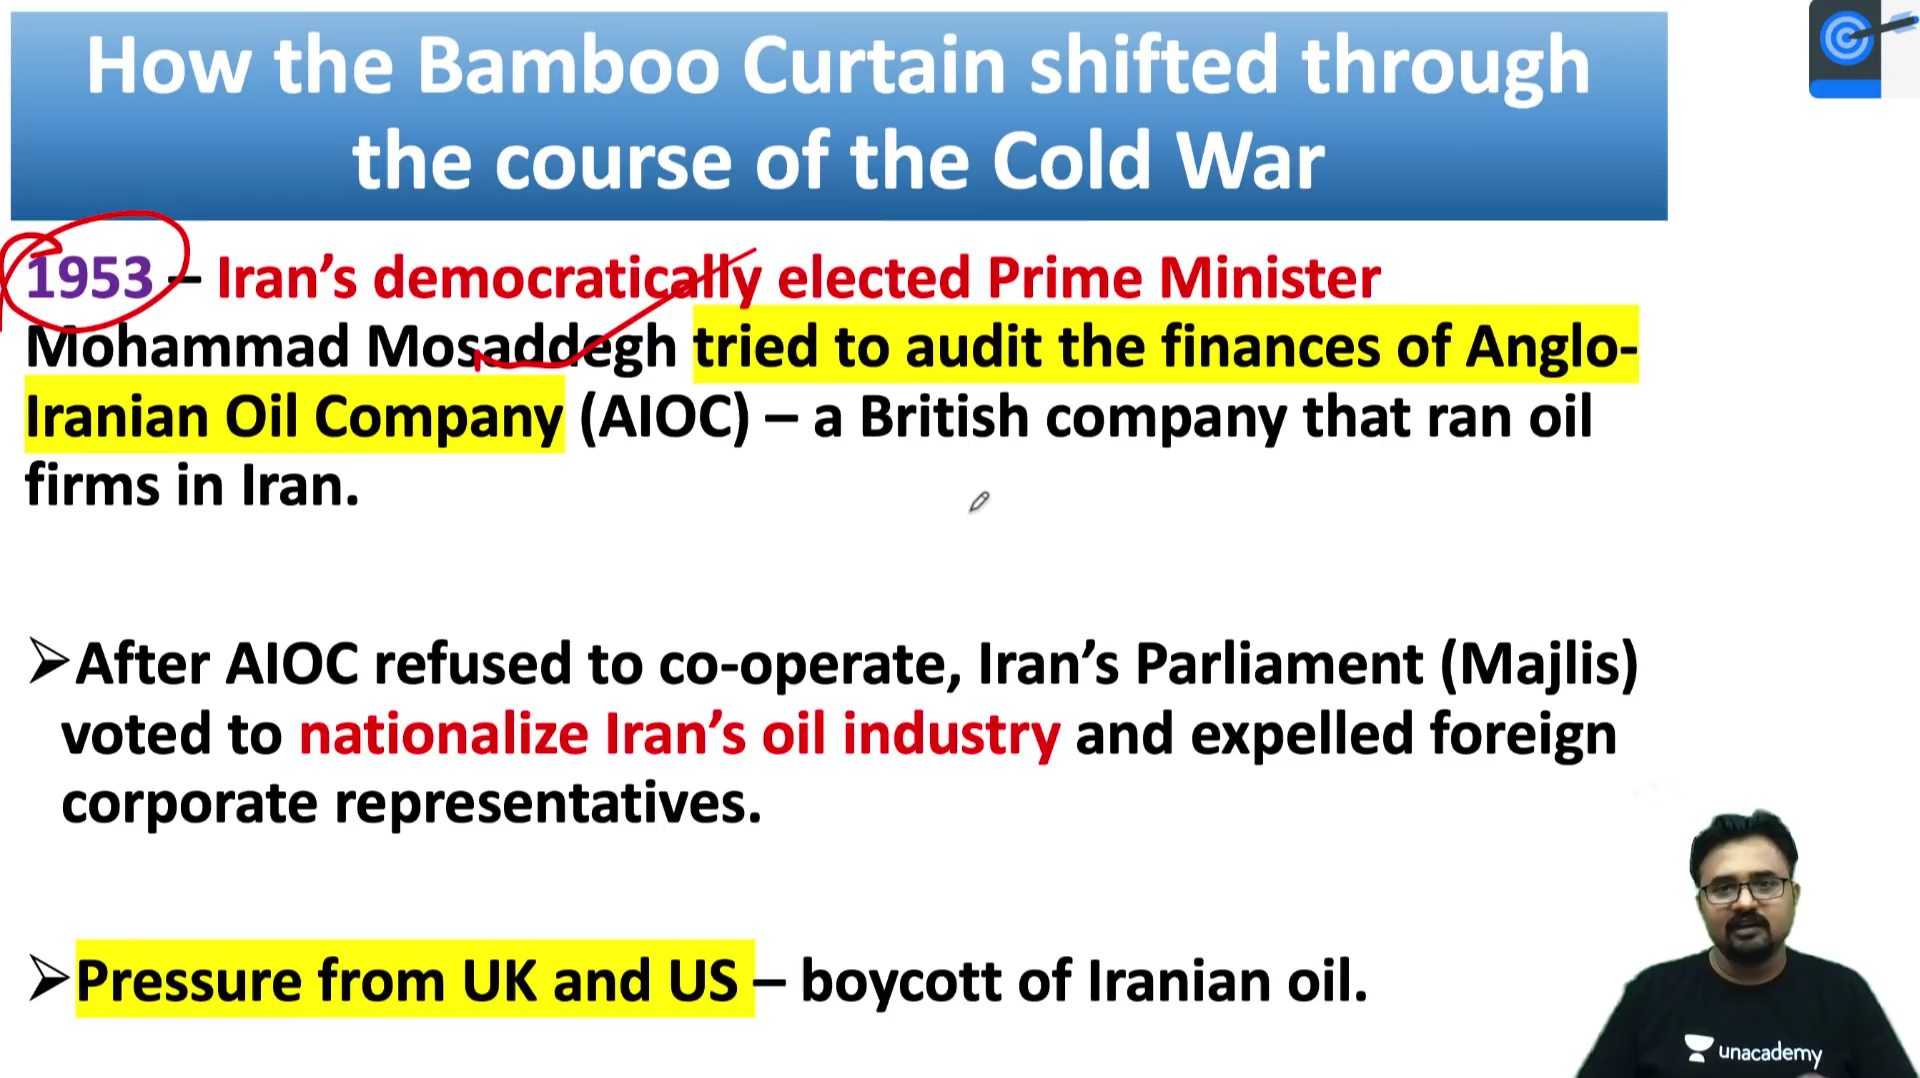 How the Bamboo Curtain shifted through
the course of the Cold War
1953 – Iran’s democratically elected Prime Minister
Mohammad Mosaddegh tried to audit the finances of Anglo-
Iranian Oil Company (AIOC) – a British company that ran oil
firms in Iran.
➢After AIOC refused to co-operate, Iran’s Parliament (Majlis)
voted to nationalize Iran’s oil industry and expelled foreign
corporate representatives.
➢Pressure from UK and US – boycott of Iranian oil.
unacademy